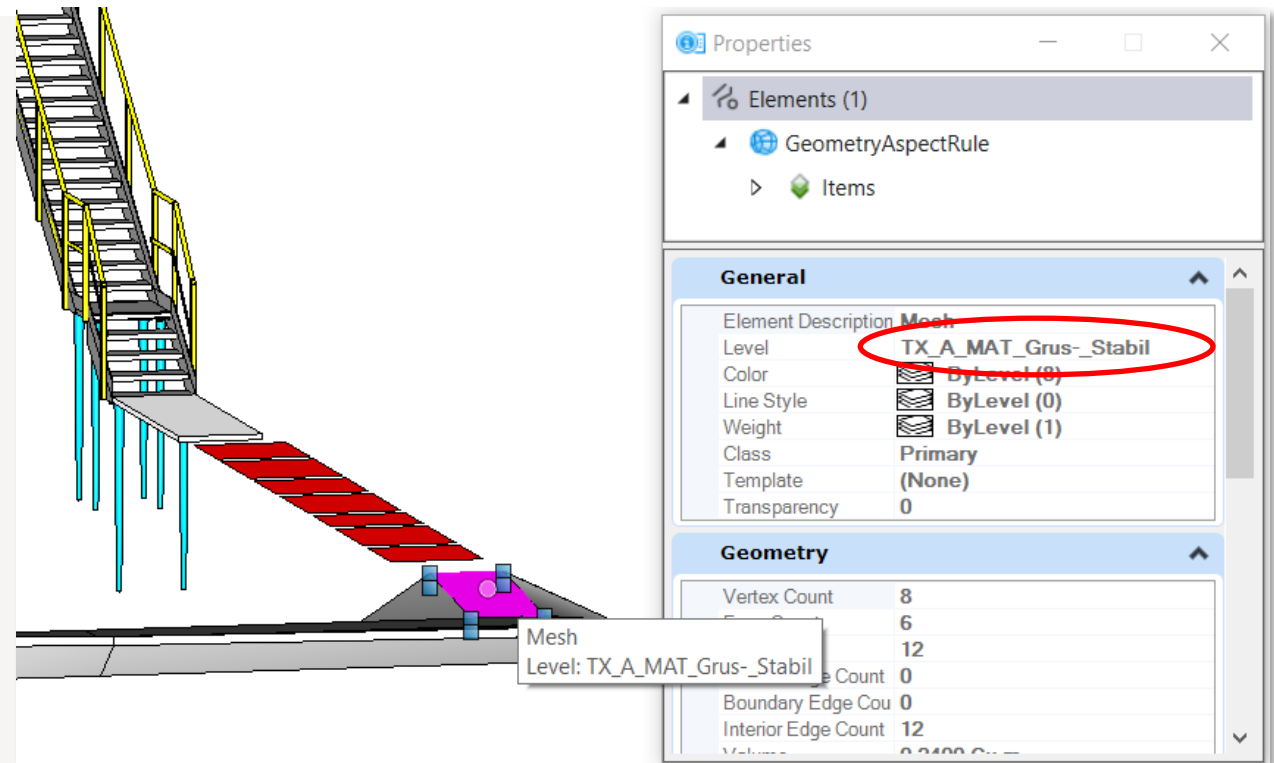 Properties
Elements (1)
GeometryAspectRule
Items
General
Element Description Mesh
Level TX_A_MAT_Grus-_Stabil
Color ByLevel (8)
Line Style ByLevel (0)
Weight ByLevel (1)
Class Primary
Template (None)
Transparency 0
Geometry
Vertex Count 8
6
12
Count 0
Boundary Edge Cou 0
Interior Edge Count 12
Mesh
Level: TX_A_MAT_Grus-_Stabil